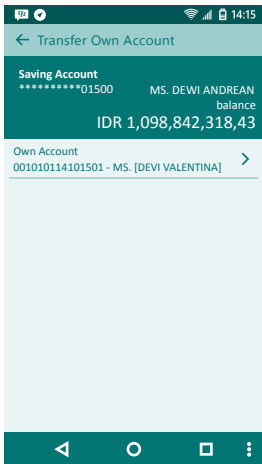 14:15
Transfer Own Account
Saving Account
**********01500
MS. DEWI ANDREAN
balance
IDR 1,098,842,318,43
Own Account
001010114101501 - MS. [DEVI VALENTINA]